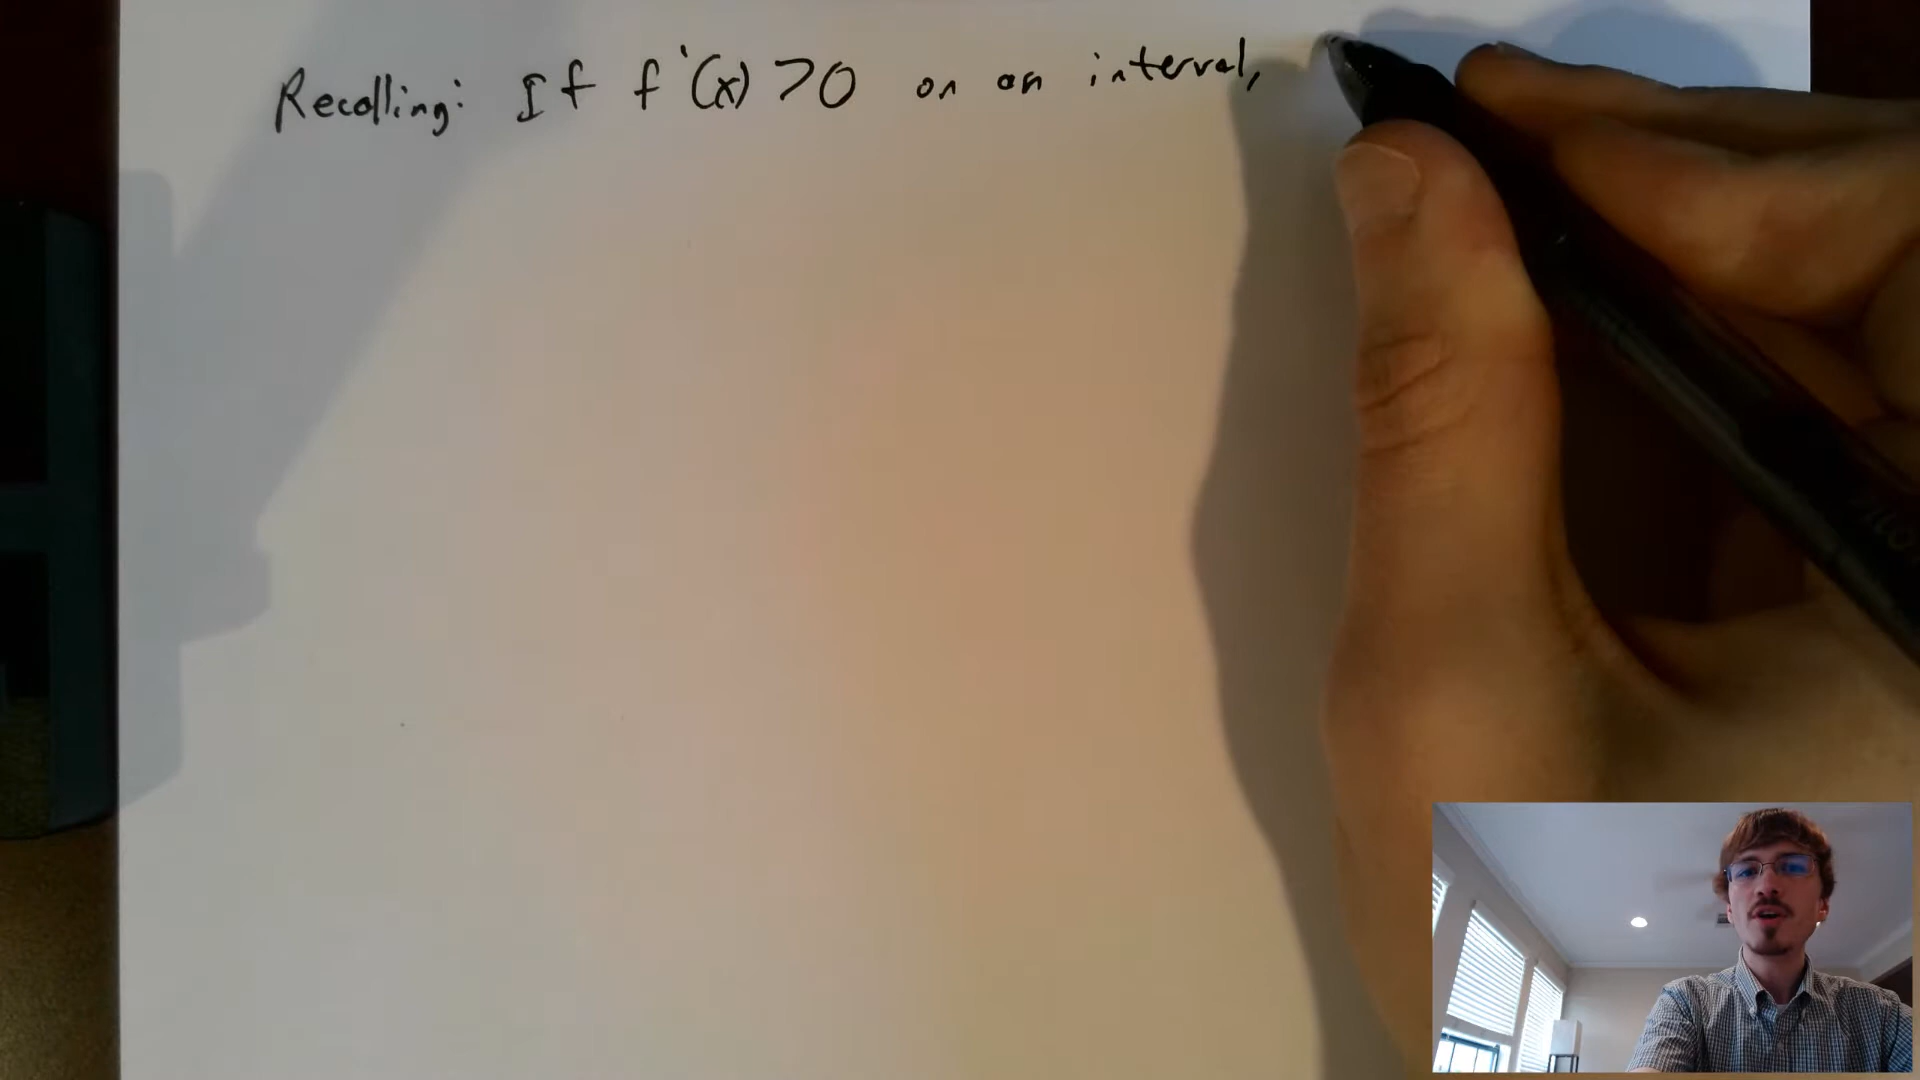 Recalling: If f'(x) >0 on an interval,